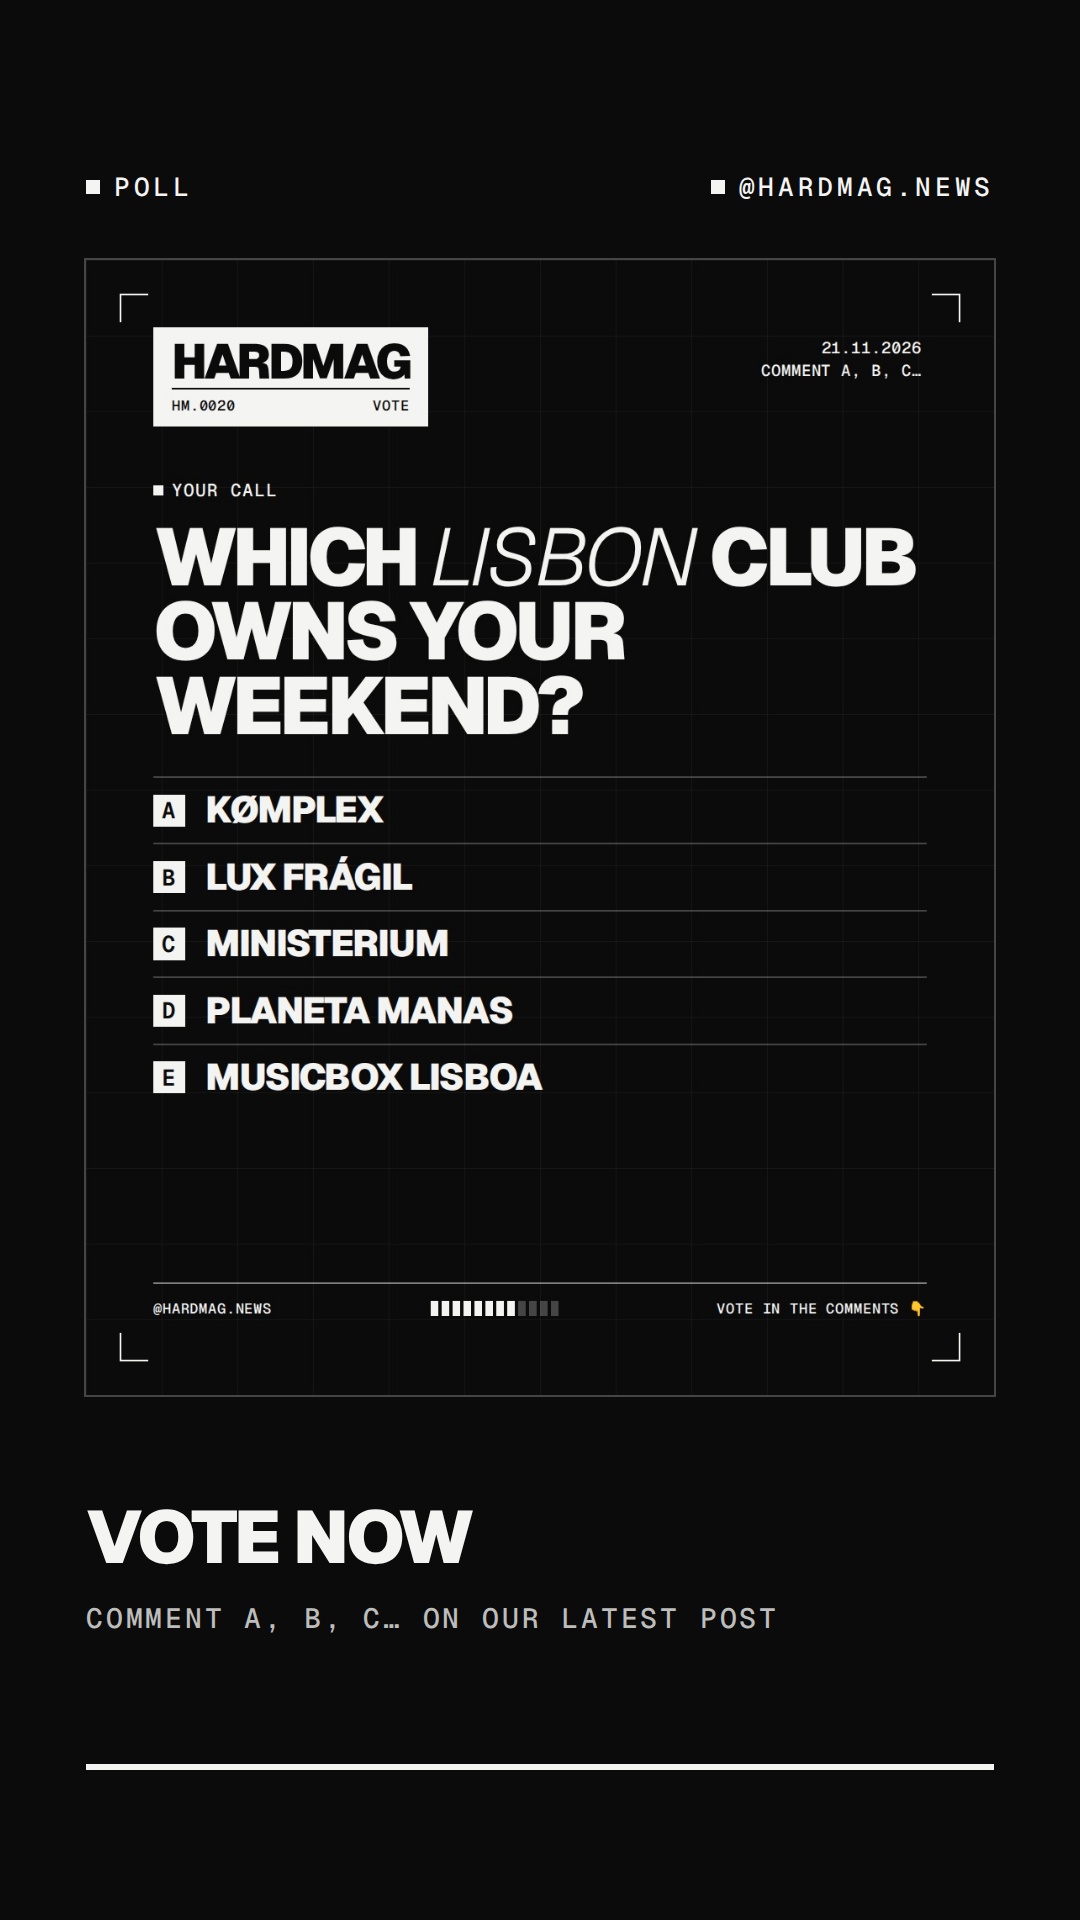 POLL
@HARDMAG.NEWS
HARDMAG
HM.0020 VOTE
21.11.2026
COMMENT A, B, C…
YOUR CALL
WHICH LISBON CLUB
OWNS YOUR
WEEKEND?
A KØMPLEX
B LUX FRÁGIL
C MINISTERIUM
D PLANETA MANAS
E MUSICBOX LISBOA
@HARDMAG.NEWS
VOTE IN THE COMMENTS 👇
VOTE NOW
COMMENT A, B, C… ON OUR LATEST POST